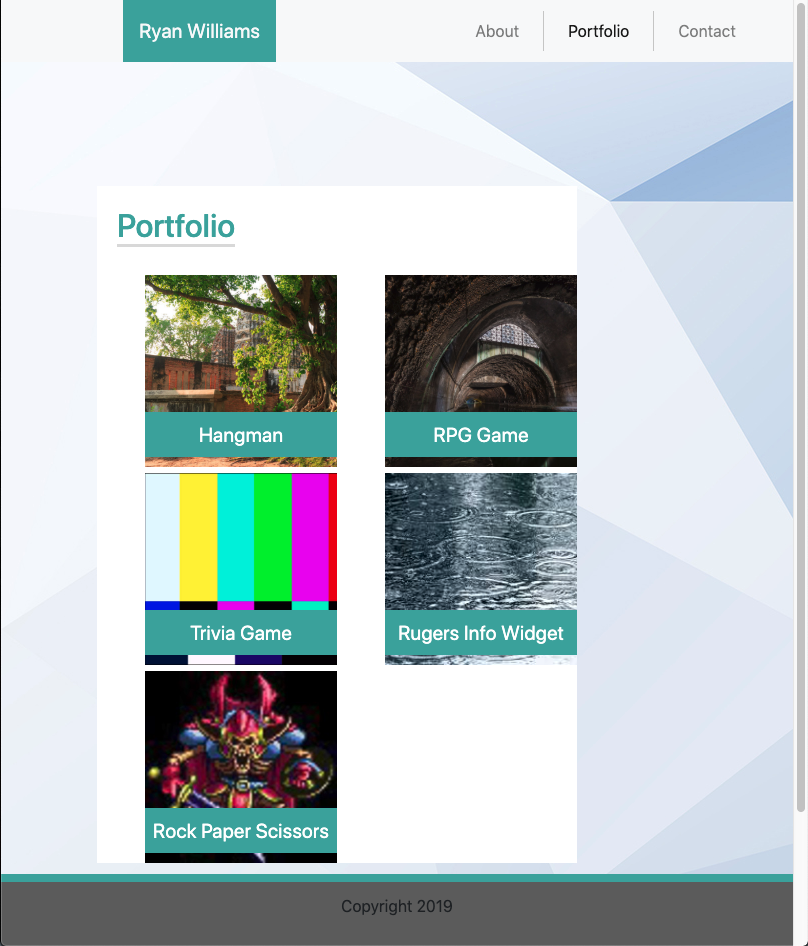 Ryan Williams
About
Portfolio
Contact
Portfolio
Hangman
RPG Game
Trivia Game
Rugers Info Widget
Rock Paper Scissors
Copyright 2019